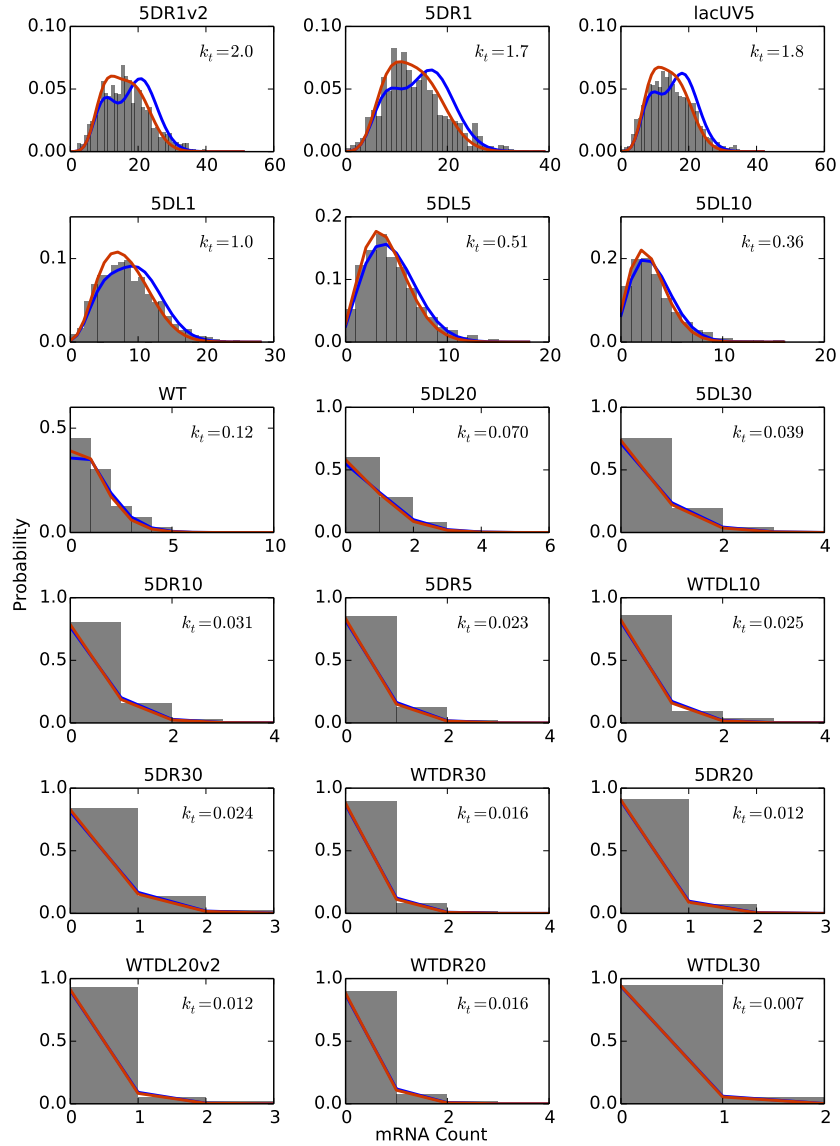 5DR1v2 5DR1 lacUV5
0.10 0.10 0.10
k_t=2.0 k_t=1.7 k_t=1.8
0.05 0.05 0.05
0.00 0.00 0.00
0 20 40 60 0 10 20 30 40 0 20 40 60
5DL1 5DL5 5DL10
0.2
k_t=1.0 k_t=0.51 k_t=0.36
0.1 0.1 0.2
0.0 0.0 0.0
0 10 20 30 0 10 20 0 10 20
WT 5DL20 5DL30
1.0 1.0
k_t=0.12 k_t=0.070 k_t=0.039
0.5 0.5 0.5
0.0 0.0 0.0
0 5 10 0 2 4 6 0 2 4
Probability
5DR10 5DR5 WTDL10
1.0 1.0 1.0
k_t=0.031 k_t=0.023 k_t=0.025
0.5 0.5 0.5
0.0 0.0 0.0
0 2 4 0 2 4 0 2 4
5DR30 WTDR30 5DR20
1.0 1.0 1.0
k_t=0.024 k_t=0.016 k_t=0.012
0.5 0.5 0.5
0.0 0.0 0.0
0 1 2 3 0 2 4 0 1 2 3
WTDL20v2 WTDR20 WTDL30
1.0 1.0 1.0
k_t=0.012 k_t=0.016 k_t=0.007
0.5 0.5 0.5
0.0 0.0 0.0
0 1 2 3 0 2 4 0 1 2
mRNA Count